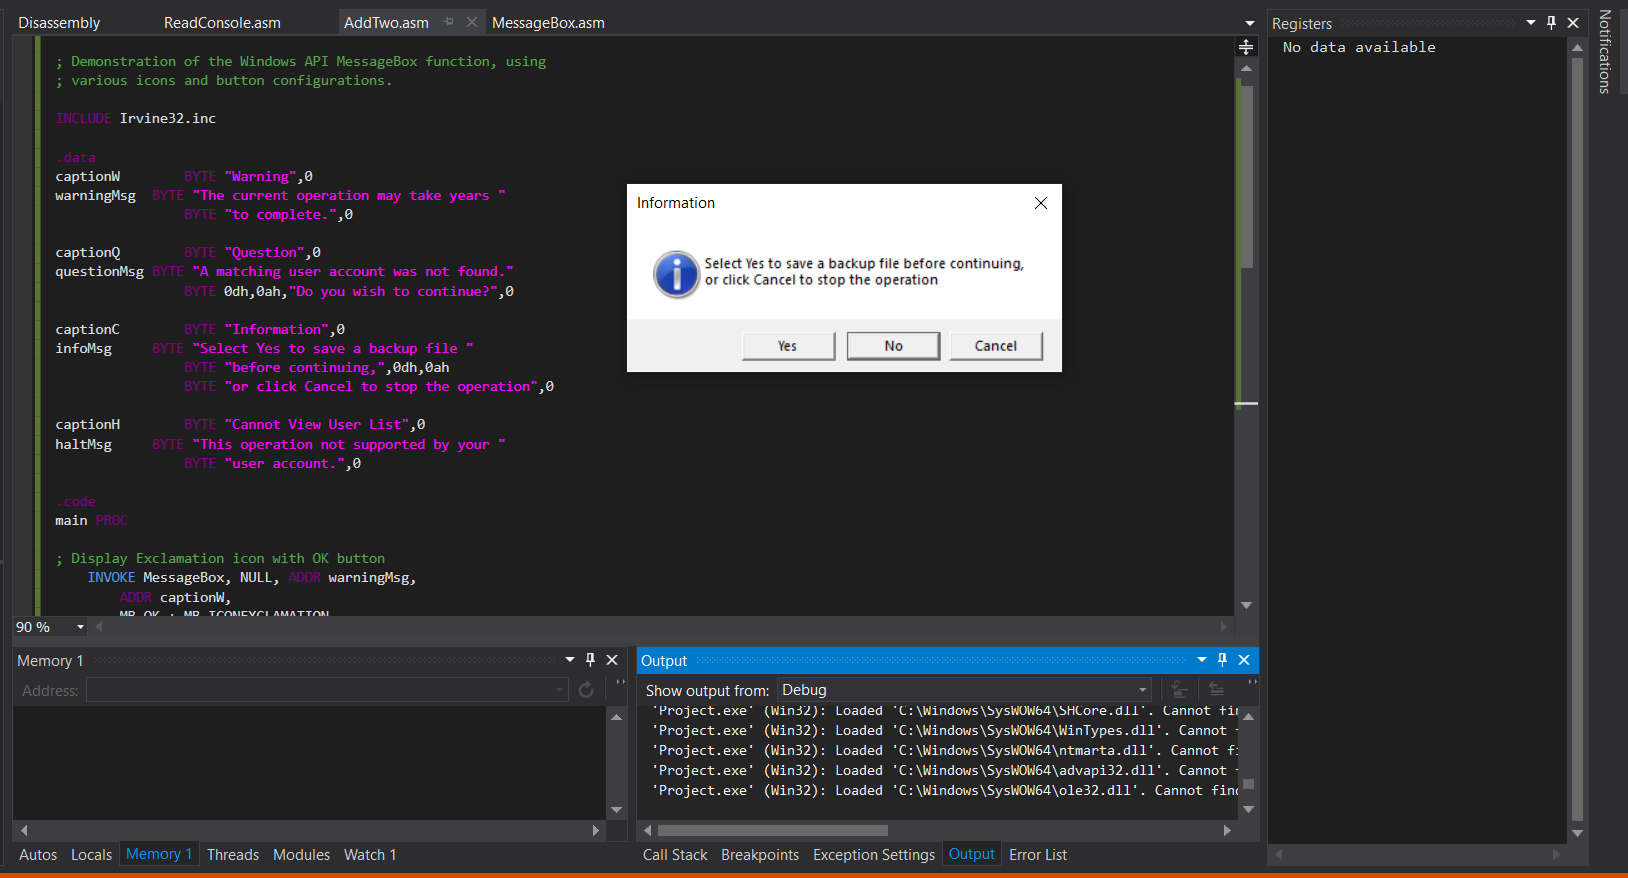 Disassembly ReadConsole.asm AddTwo.asm MessageBox.asm
; Demonstration of the Windows API MessageBox function, using
; various icons and button configurations.
INCLUDE Irvine32.inc
.data
captionW BYTE "Warning",0
warningMsg BYTE "The current operation may take years "
BYTE "to complete.",0
captionQ BYTE "Question",0
questionMsg BYTE "A matching user account was not found."
BYTE 0dh,0ah,"Do you wish to continue?",0
captionC BYTE "Information",0
infoMsg BYTE "Select Yes to save a backup file "
BYTE "before continuing,",0dh,0ah
BYTE "or click Cancel to stop the operation",0
captionH BYTE "Cannot View User List",0
haltMsg BYTE "This operation not supported by your "
BYTE "user account.",0
.code
main PROC
; Display Exclamation icon with OK button
INVOKE MessageBox, NULL, ADDR warningMsg,
ADDR captionW,
MB_OK + MB_ICONEXCLAMATION
90 %
Information
Select Yes to save a backup file before continuing,
or click Cancel to stop the operation
Yes No Cancel
Registers
No data available
Notifications
Memory 1
Address:
Autos Locals Memory 1 Threads Modules Watch 1
Output
Show output from: Debug
'Project.exe' (Win32): Loaded 'C:\Windows\SysWOW64\SHCore.dll'. Cannot fin
'Project.exe' (Win32): Loaded 'C:\Windows\SysWOW64\WinTypes.dll'. Cannot
'Project.exe' (Win32): Loaded 'C:\Windows\SysWOW64\ntmarta.dll'. Cannot fi
'Project.exe' (Win32): Loaded 'C:\Windows\SysWOW64\advapi32.dll'. Cannot
'Project.exe' (Win32): Loaded 'C:\Windows\SysWOW64\ole32.dll'. Cannot find
Call Stack Breakpoints Exception Settings Output Error List